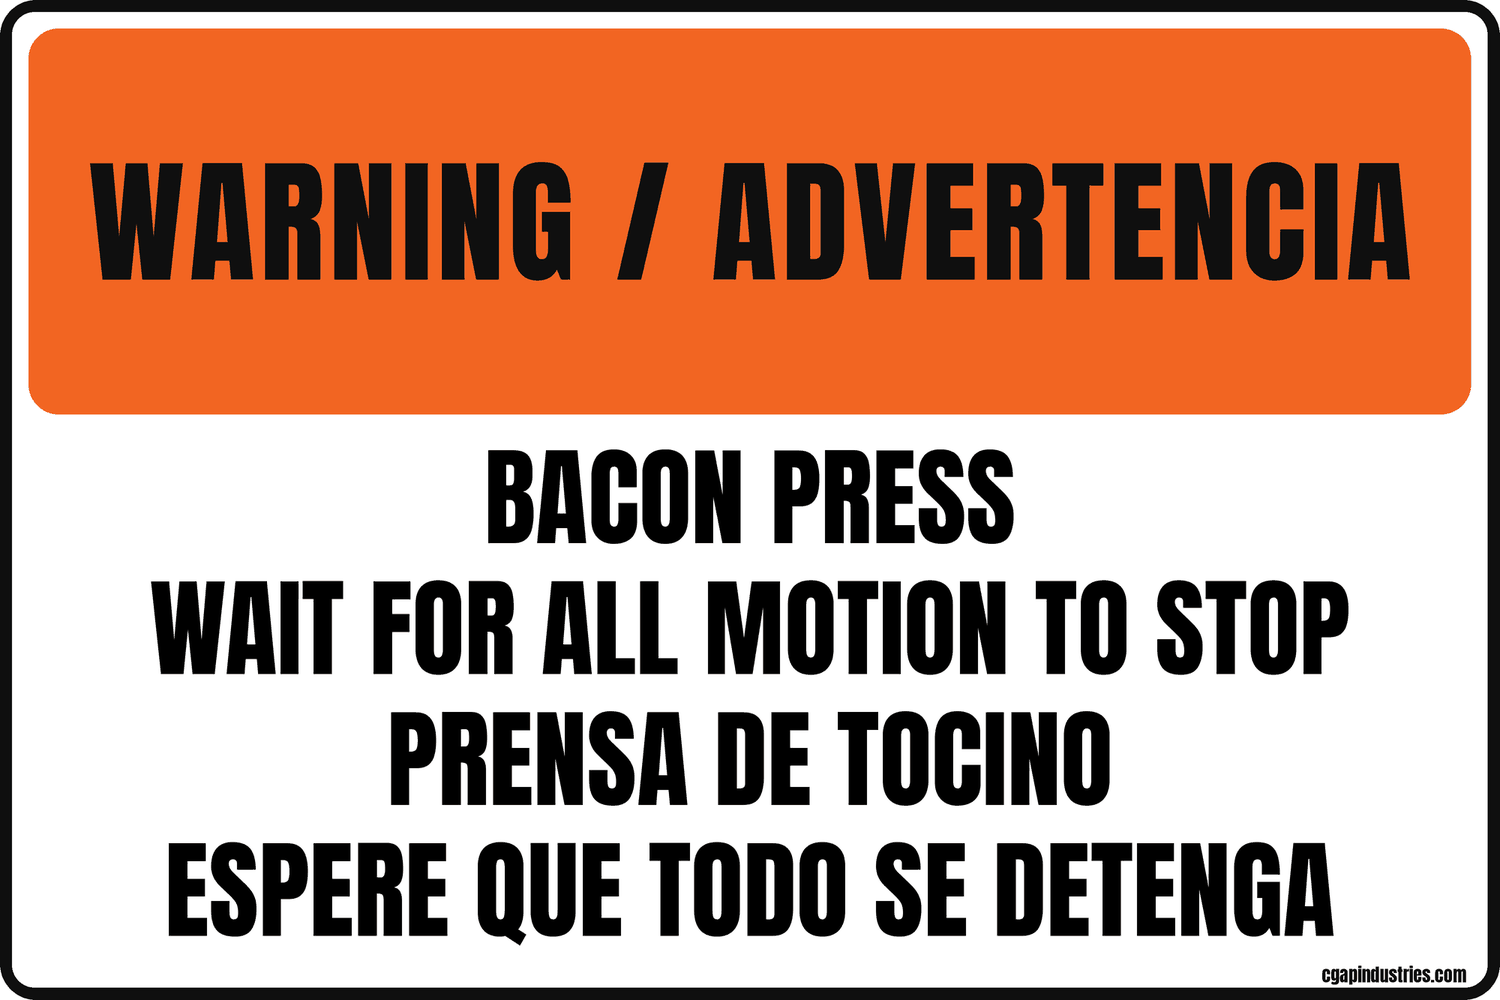 WARNING / ADVERTENCIA
BACON PRESS
WAIT FOR ALL MOTION TO STOP
PRENSA DE TOCINO
ESPERE QUE TODO SE DETENGA
cgapindustries.com